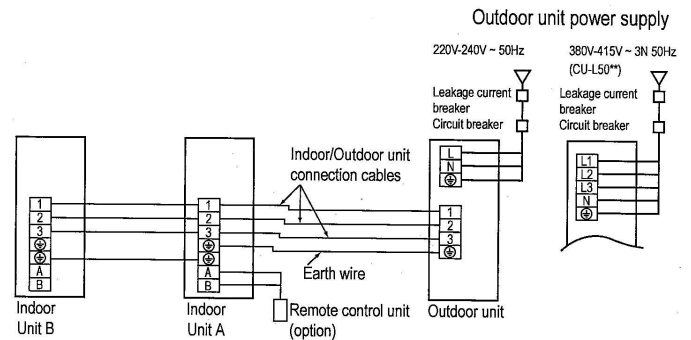 Outdoor unit power supply
220V-240V ~ 50Hz
380V-415V ~ 3N 50Hz
(CU-L50**)
Leakage current
breaker
Circuit breaker
Leakage current
breaker
Circuit breaker
L
N
L1
L2
L3
N
Indoor/Outdoor unit
connection cables
1
2
3
A
B
1
2
3
A
B
1
2
3
Earth wire
Indoor
Unit B
Indoor
Unit A
Remote control unit
(option)
Outdoor unit